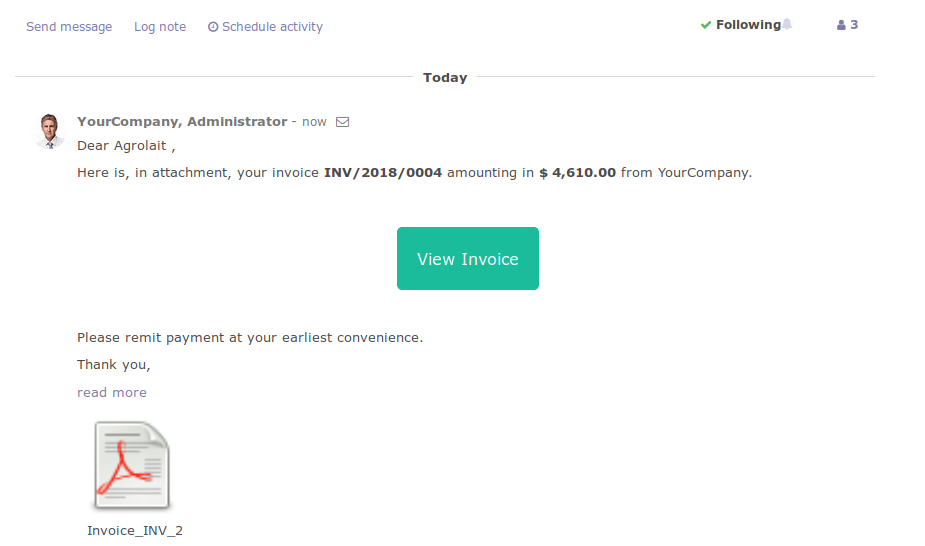 Send message Log note Schedule activity Following 3
Today
YourCompany, Administrator - now
Dear Agrolait ,
Here is, in attachment, your invoice INV/2018/0004 amounting in $ 4,610.00 from YourCompany.
View Invoice
Please remit payment at your earliest convenience.
Thank you,
read more
Invoice_INV_2